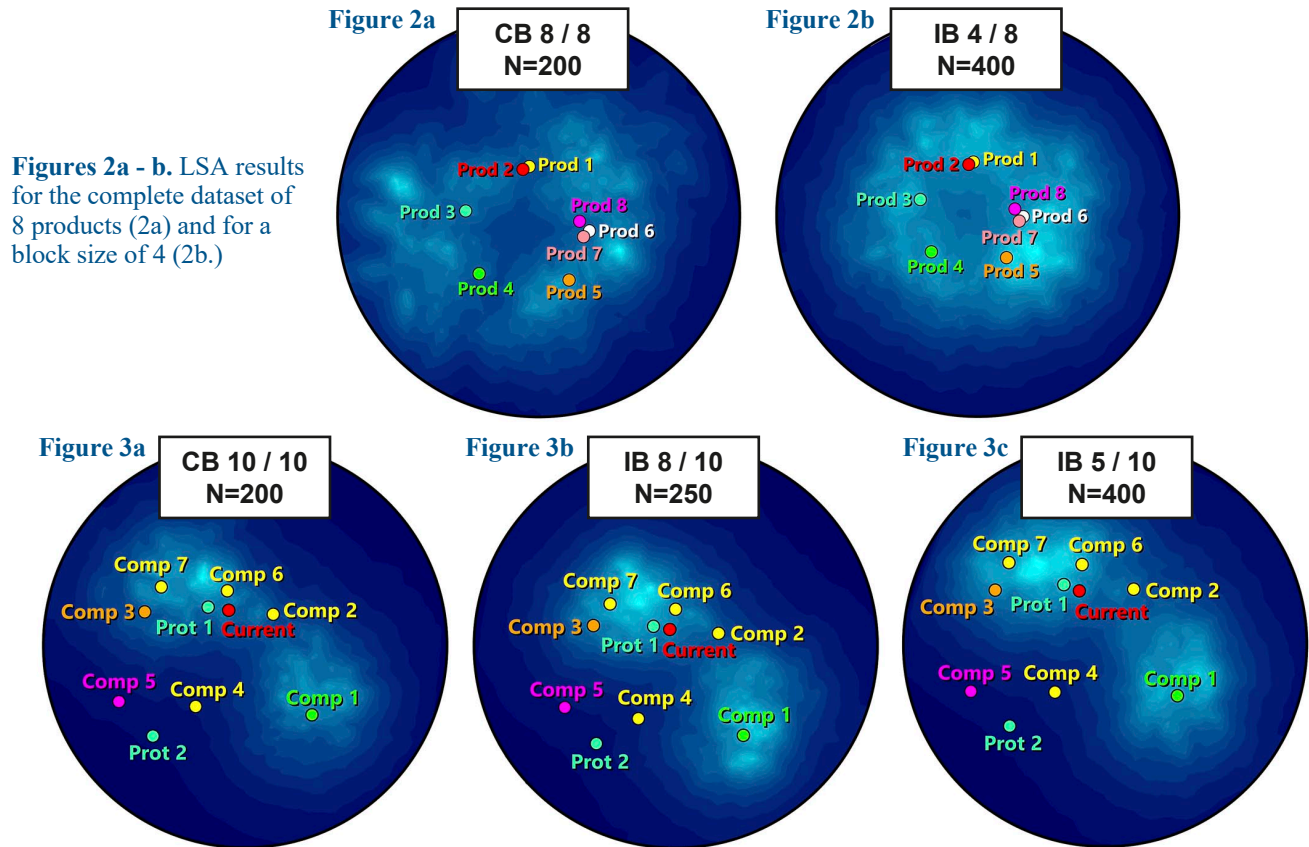 Figure 2a
CB 8 / 8
N=200
Figure 2b
IB 4 / 8
N=400
Figures 2a - b. LSA results
for the complete dataset of
8 products (2a) and for a
block size of 4 (2b.)
Prod 2
Prod 1
Prod 3
Prod 8
Prod 6
Prod 7
Prod 4
Prod 5
Prod 2
Prod 1
Prod 3
Prod 8
Prod 6
Prod 7
Prod 4
Prod 5
Figure 3a
CB 10 / 10
N=200
Comp 7
Comp 6
Comp 3
Prot 1
Comp 2
Current
Comp 5
Comp 4
Comp 1
Prot 2
Figure 3b
IB 8 / 10
N=250
Comp 7
Comp 6
Comp 3
Prot 1
Comp 2
Current
Comp 5
Comp 4
Comp 1
Prot 2
Figure 3c
IB 5 / 10
N=400
Comp 7
Comp 6
Comp 3
Prot 1
Comp 2
Current
Comp 5
Comp 4
Comp 1
Prot 2